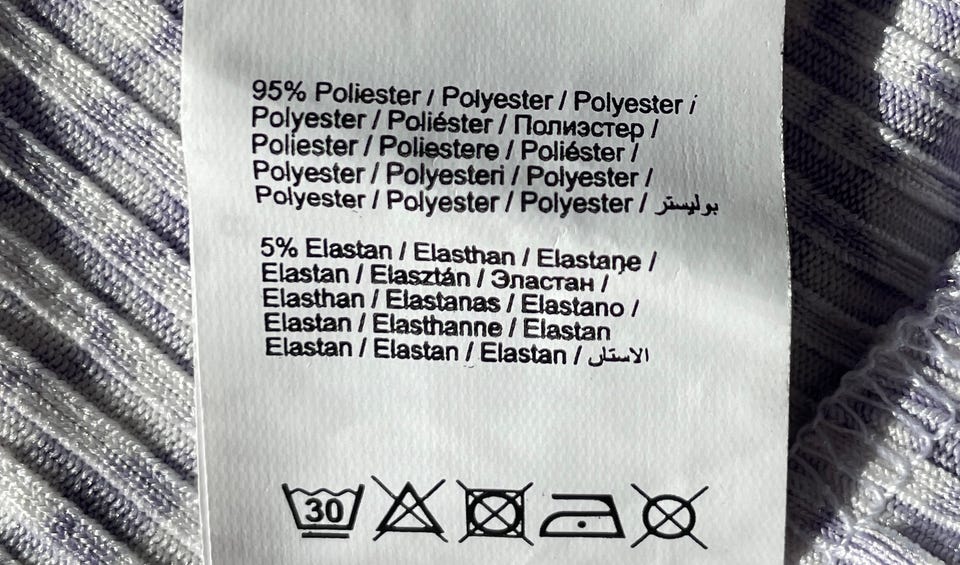 95% Poliester / Polyester / Polyester /
Polyester / Poliéster / Полиэстер /
Poliester / Poliestere / Poliéster /
Polyester / Polyesteri / Polyester /
Polyester / Polyester / Polyester / بوليستر
5% Elastan / Elasthan / Elastaņe /
Elastan / Elasztán / Эластан /
Elasthan / Elastanas / Elastano /
Elastan / Elasthanne / Elastan
Elastan / Elastan / Elastan / الاستان
30